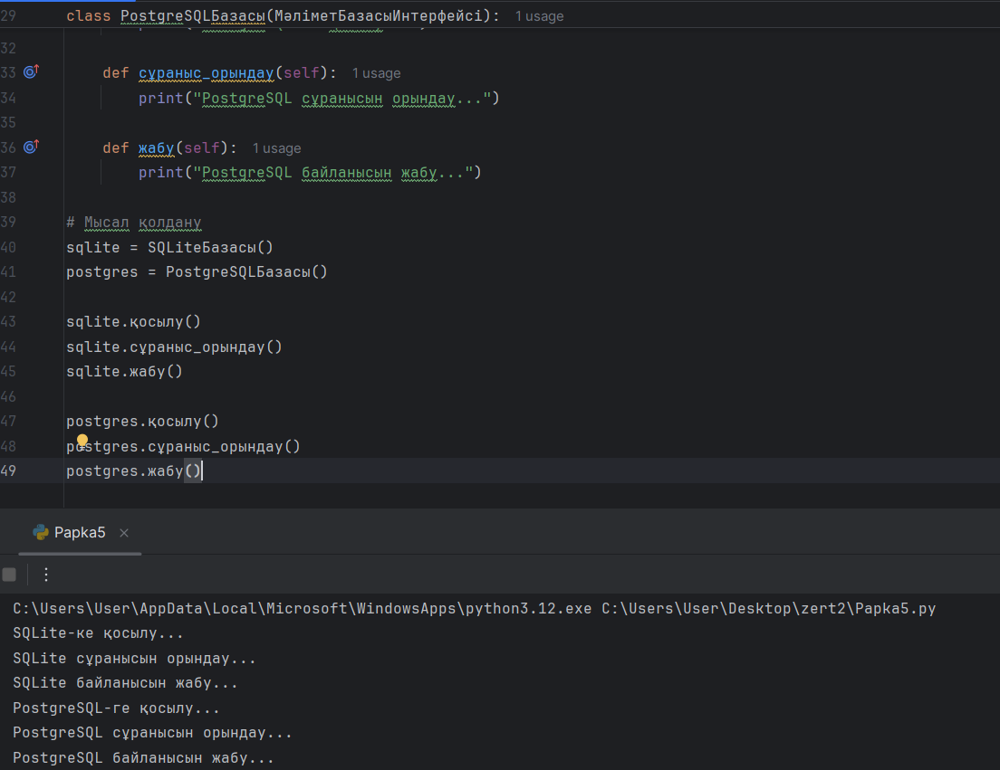 29 class PostgreSQLБазасы(МәліметБазасыИнтерфейсі): 1 usage
32
33 def сұраныс_орындау(self): 1 usage
34 print("PostgreSQL сұранысын орындау...")
35
36 def жабу(self): 1 usage
37 print("PostgreSQL байланысын жабу...")
38
39 # Мысал қолдану
40 sqlite = SQLiteБазасы()
41 postgres = PostgreSQLБазасы()
42
43 sqlite.қосылу()
44 sqlite.сұраныс_орындау()
45 sqlite.жабу()
46
47 postgres.қосылу()
48 postgres.сұраныс_орындау()
49 postgres.жабу()
Papka5
C:\Users\User\AppData\Local\Microsoft\WindowsApps\python3.12.exe C:\Users\User\Desktop\zert2\Papka5.py
SQLite-ке қосылу...
SQLite сұранысын орындау...
SQLite байланысын жабу...
PostgreSQL-ге қосылу...
PostgreSQL сұранысын орындау...
PostgreSQL байланысын жабу...